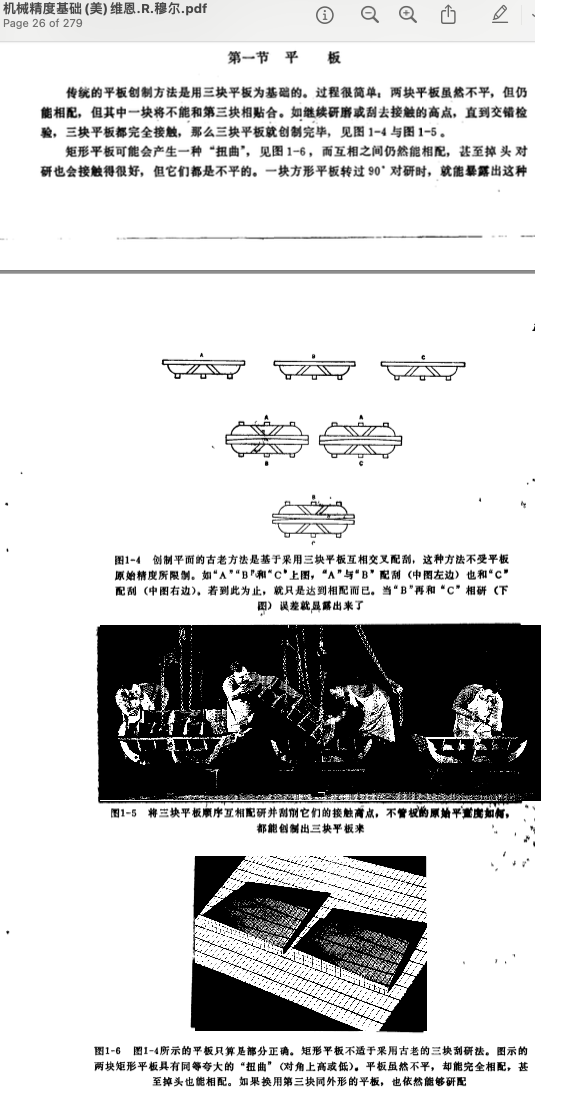 机械精度基础 (美) 维恩.R.穆尔.pdf
Page 26 of 279
第一节 平 板
传统的平板创制方法是用三块平板为基础的。过程很简单：两块平板虽然不平，但仍
能相配，但其中一块将不能和第三块相贴合。如继续研磨或刮去接触的高点，直到交错检
验，三块平板都完全接触，那么三块平板就创制完毕，见图1-4与图1-5。
矩形平板可能会产生一种“扭曲”，见图1-6，而互相之间仍然能相配，甚至掉头对
研也会接触得很好，但它们都是不平的。一块方形平板转过90°对研时，就能暴露出这种
A B C
A A
B C
B
C
图1-4 创制平面的古老方法是基于采用三块平板互相交叉配刮，这种方法不受平板
原始精度所限制。如“A”“B”和“C”上图，“A”与“B”配刮（中图左边）也和“C”
配刮（中图右边）。若到此为止，就只是达到相配而已。当“B”再和“C”相研（下
图）误差就显露出来了
图1-5 将三块平板顺序互相配研并刮削它们的接触高点，不管板的原始平直度如何，
都能创制出三块平板来
图1-6 图1-4所示的平板只算是部分正确。矩形平板不适于采用古老的三块刮研法。图示的
两块矩形平板具有同等夸大的“扭曲”（对角上高或低）。平板虽然不平，却能完全相配，甚
至掉头也能相配。如果换用第三块同外形的平板，也依然能够研配